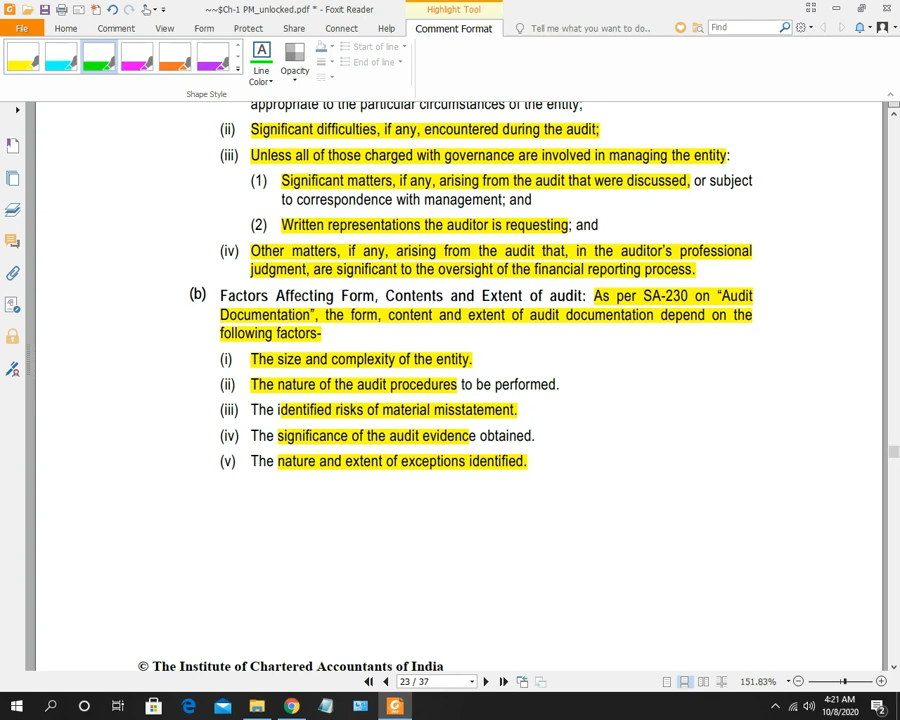 ~~$Ch-1 PM_unlocked.pdf * - Foxit Reader
Highlight Tool
File Home Comment View Form Protect Share Connect Help Comment Format Tell me what you want to do.. Find
Line Color
Opacity
Start of line
End of line
Shape Style
appropriate to the particular circumstances of the entity;
(ii) Significant difficulties, if any, encountered during the audit;
(iii) Unless all of those charged with governance are involved in managing the entity:
(1) Significant matters, if any, arising from the audit that were discussed, or subject
to correspondence with management; and
(2) Written representations the auditor is requesting; and
(iv) Other matters, if any, arising from the audit that, in the auditor's professional
judgment, are significant to the oversight of the financial reporting process.
(b) Factors Affecting Form, Contents and Extent of audit: As per SA-230 on “Audit
Documentation”, the form, content and extent of audit documentation depend on the
following factors-
(i) The size and complexity of the entity.
(ii) The nature of the audit procedures to be performed.
(iii) The identified risks of material misstatement.
(iv) The significance of the audit evidence obtained.
(v) The nature and extent of exceptions identified.
© The Institute of Chartered Accountants of India
23 / 37
151.83%
4:21 AM
10/8/2020
2